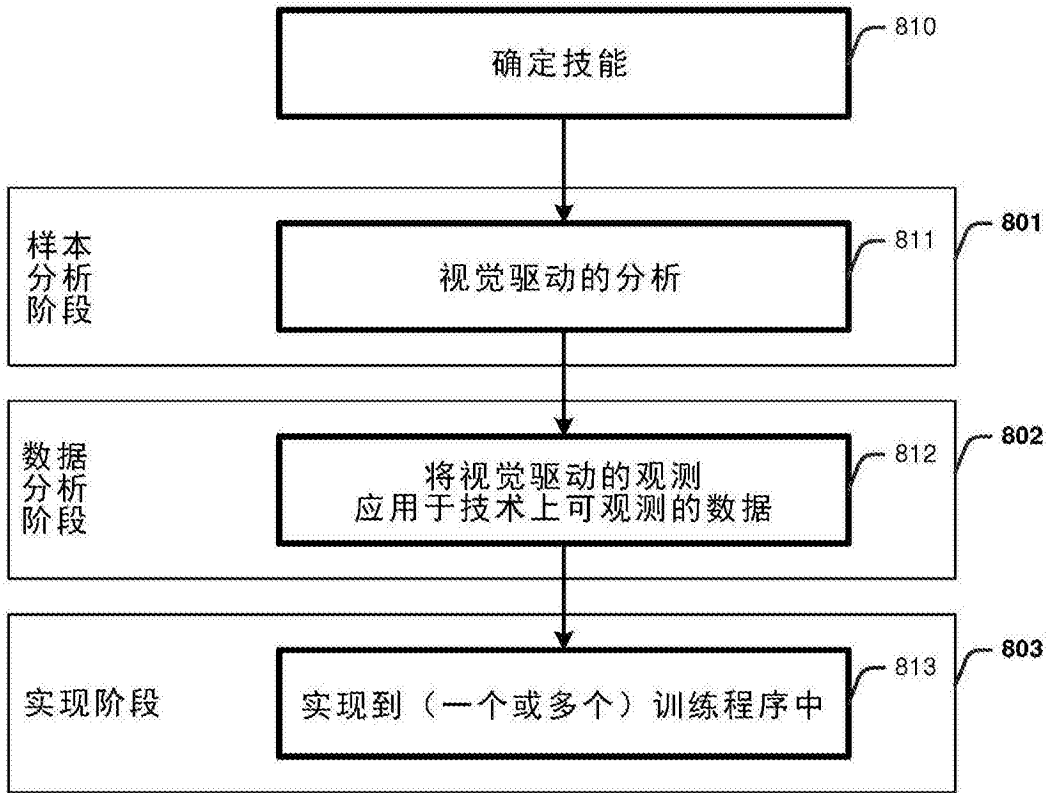 确定技能
810
样本
分析
阶段
视觉驱动的分析
811
801
数据
分析
阶段
将视觉驱动的观测
应用于技术上可观测的数据
812
802
实现阶段
实现到（一个或多个）训练程序中
813
803